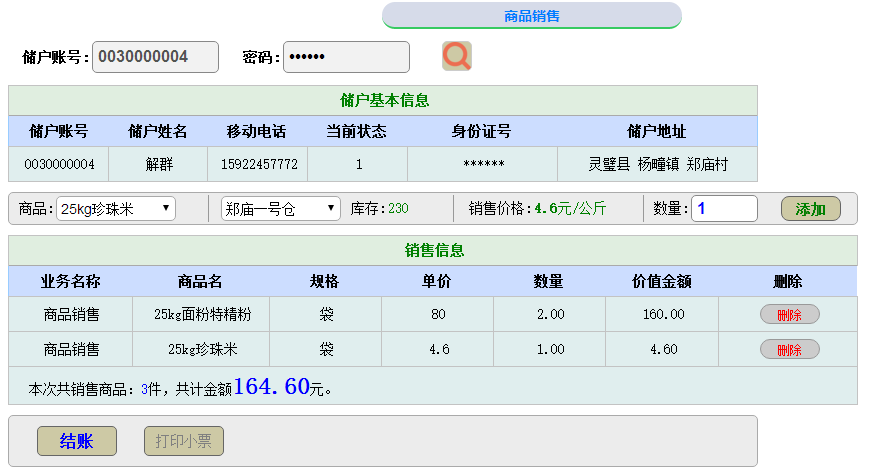 商品销售
储户账号: 0030000004 密码: ••••••
储户基本信息
储户账号 储户姓名 移动电话 当前状态 身份证号 储户地址
0030000004 解群 15922457772 1 ****** 灵璧县 杨疃镇 郑庙村
商品: 25kg珍珠米 郑庙一号仓 库存:230 销售价格:4.6元/公斤 数量: 1 添加
销售信息
业务名称 商品名 规格 单价 数量 价值金额 删除
商品销售 25kg面粉特精粉 袋 80 2.00 160.00 删除
商品销售 25kg珍珠米 袋 4.6 1.00 4.60 删除
本次共销售商品: 3件, 共计金额164.60元。
结账 打印小票